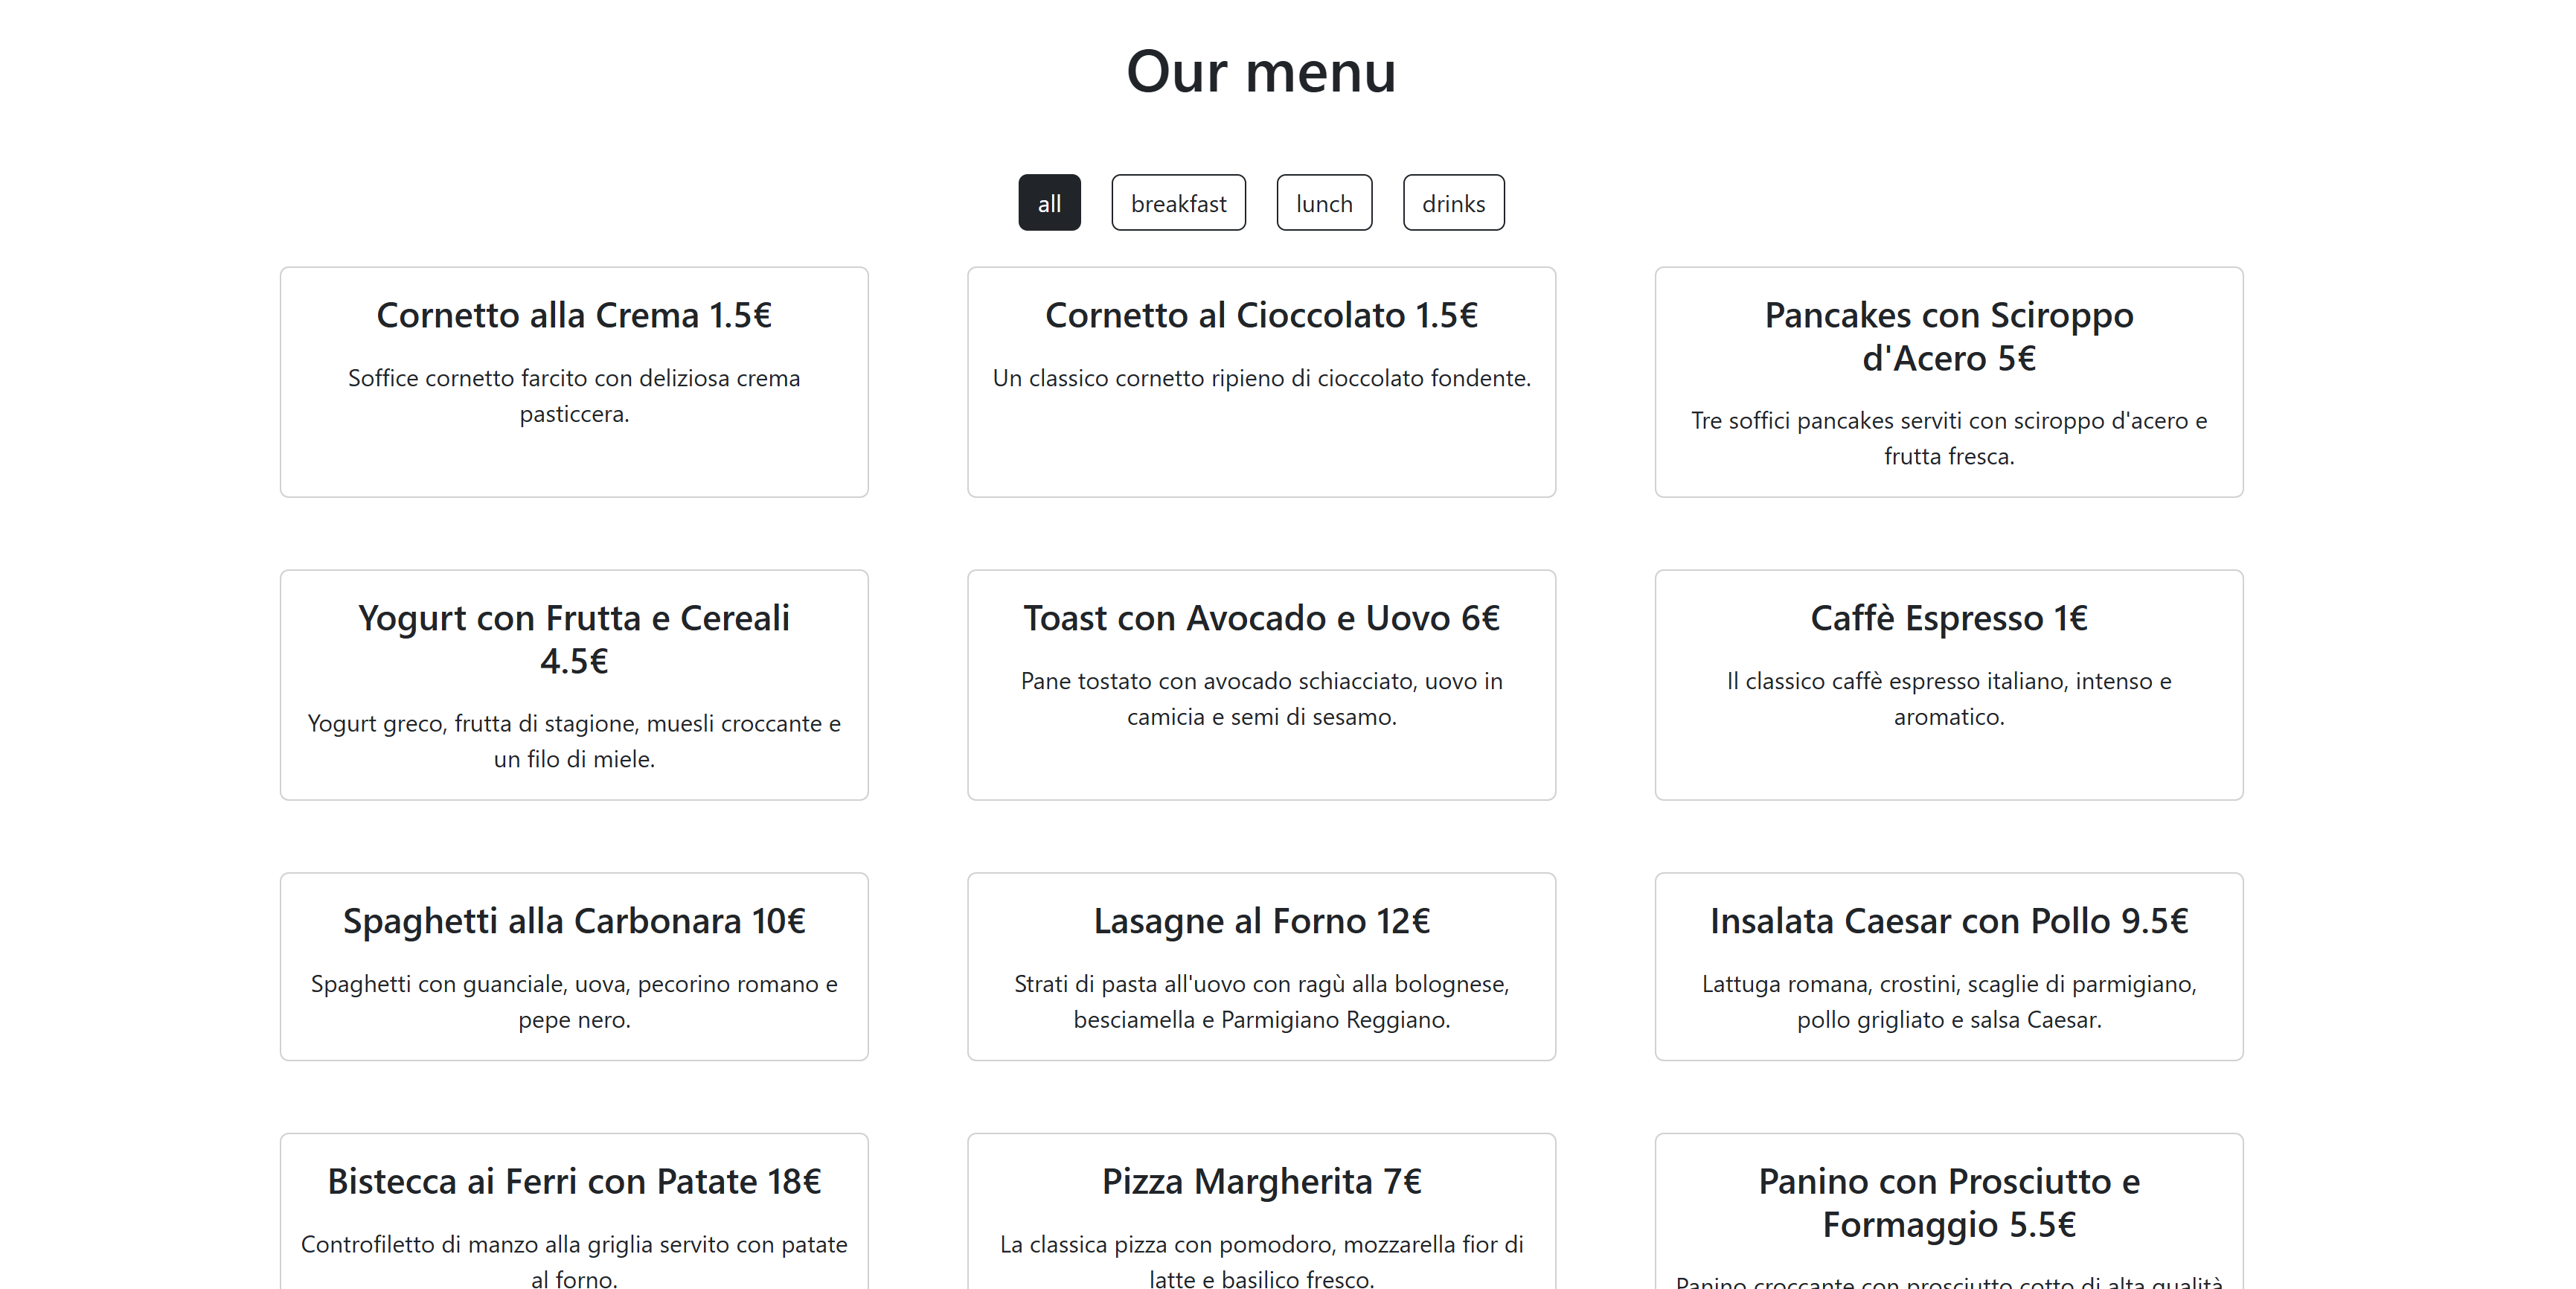 Our menu
all
breakfast
lunch
drinks
Cornetto alla Crema 1.5€
Soffice cornetto farcito con deliziosa crema
pasticcera.
Cornetto al Cioccolato 1.5€
Un classico cornetto ripieno di cioccolato fondente.
Pancakes con Sciroppo
d'Acero 5€
Tre soffici pancakes serviti con sciroppo d'acero e
frutta fresca.
Yogurt con Frutta e Cereali
4.5€
Yogurt greco, frutta di stagione, muesli croccante e
un filo di miele.
Toast con Avocado e Uovo 6€
Pane tostato con avocado schiacciato, uovo in
camicia e semi di sesamo.
Caffè Espresso 1€
Il classico caffè espresso italiano, intenso e
aromatico.
Spaghetti alla Carbonara 10€
Spaghetti con guanciale, uova, pecorino romano e
pepe nero.
Lasagne al Forno 12€
Strati di pasta all'uovo con ragù alla bolognese,
besciamella e Parmigiano Reggiano.
Insalata Caesar con Pollo 9.5€
Lattuga romana, crostini, scaglie di parmigiano,
pollo grigliato e salsa Caesar.
Bistecca ai Ferri con Patate 18€
Controfiletto di manzo alla griglia servito con patate
al forno.
Pizza Margherita 7€
La classica pizza con pomodoro, mozzarella fior di
latte e basilico fresco.
Panino con Prosciutto e
Formaggio 5.5€
Panino croccante con prosciutto cotto di alta qualità